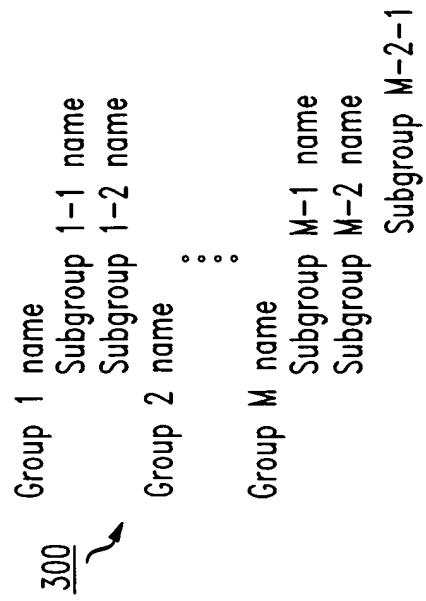 300
Group 1 name
Subgroup 1-1 name
Subgroup 1-2 name
Group 2 name
Group M name
Subgroup M-1 name
Subgroup M-2 name
Subgroup M-2-1